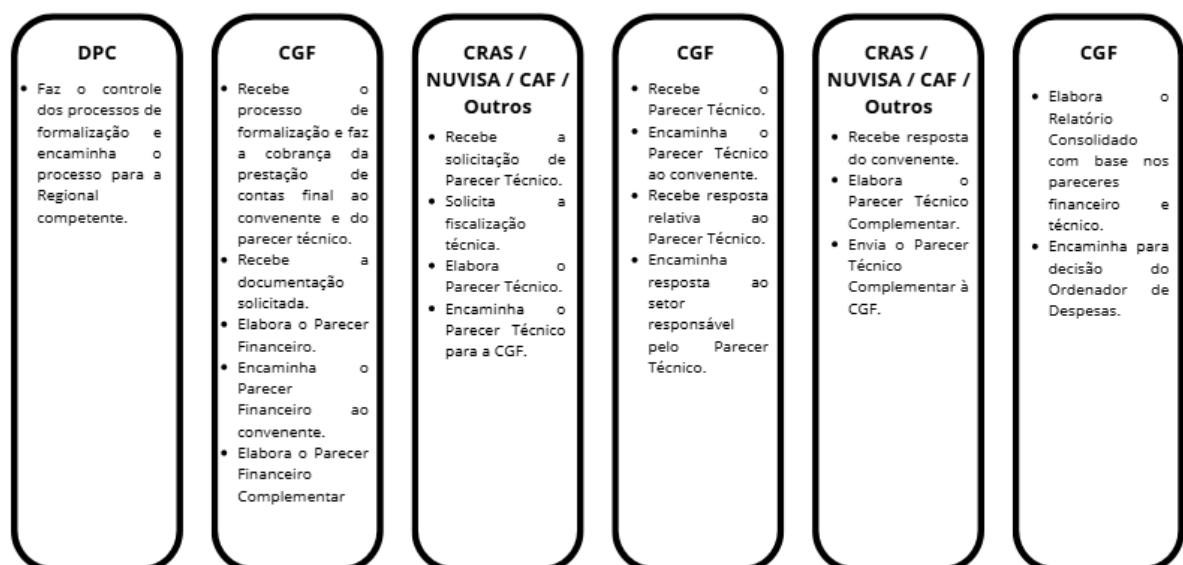 DPC
• Faz o controle
dos processos de
formalização e
encaminha o
processo para a
Regional
competente.
CGF
• Recebe o
processo de
formalização e faz
a cobrança da
prestação de
contas final ao
convenente e do
parecer técnico.
• Recebe a
documentação
solicitada.
• Elabora o Parecer
Financeiro.
• Encaminha o
Parecer
Financeiro ao
convenente.
• Elabora o Parecer
Financeiro
Complementar
CRAS /
NUVISA / CAF /
Outros
• Recebe a
solicitação de
Parecer Técnico.
• Solicita a
fiscalização
técnica.
• Elabora o
Parecer Técnico.
• Encaminha o
Parecer Técnico
para a CGF.
CGF
• Recebe o
Parecer Técnico.
• Encaminha o
Parecer Técnico
ao convenente.
• Recebe resposta
relativa ao
Parecer Técnico.
• Encaminha
resposta ao
setor
responsável
pelo Parecer
Técnico.
CRAS /
NUVISA / CAF /
Outros
• Recebe resposta
do convenente.
• Elabora o
Parecer Técnico
Complementar.
• Envia o Parecer
Técnico
Complementar à
CGF.
CGF
• Elabora o
Relatório
Consolidado
com base nos
pareceres
financeiro e
técnico.
• Encaminha para
decisão do
Ordenador de
Despesas.